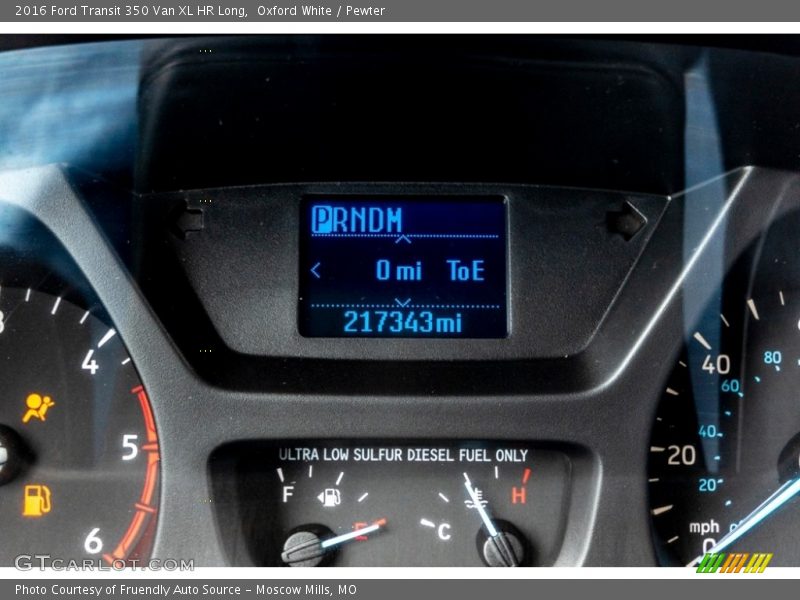 2016 Ford Transit 350 Van XL HR Long,  Oxford White / Pewter
PRNDM
< 0 mi ToE
217343mi
4
5
6
ULTRA LOW SULFUR DIESEL FUEL ONLY
F
E
C
H
40
20
mph
0
80
60
40
20
GTcarlot.com
Photo Courtesy of Fruendly Auto Source – Moscow Mills, MO